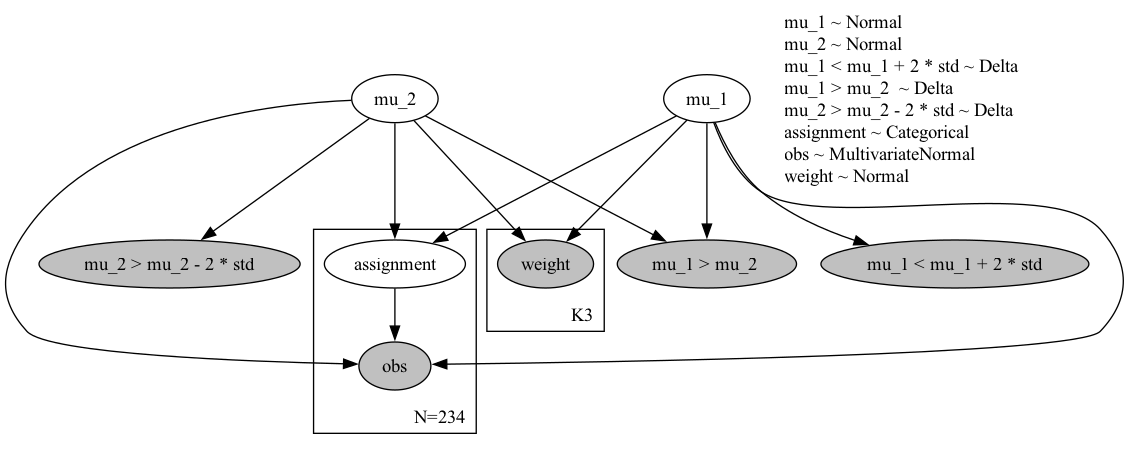 mu_1 ~ Normal
mu_2 ~ Normal
mu_1 < mu_1 + 2 * std ~ Delta
mu_1 > mu_2  ~ Delta
mu_2 > mu_2 - 2 * std ~ Delta
assignment ~ Categorical
obs ~ MultivariateNormal
weight ~ Normal
mu_2
mu_1
mu_2 > mu_2 - 2 * std
assignment
weight
mu_1 > mu_2
mu_1 < mu_1 + 2 * std
K3
obs
N=234